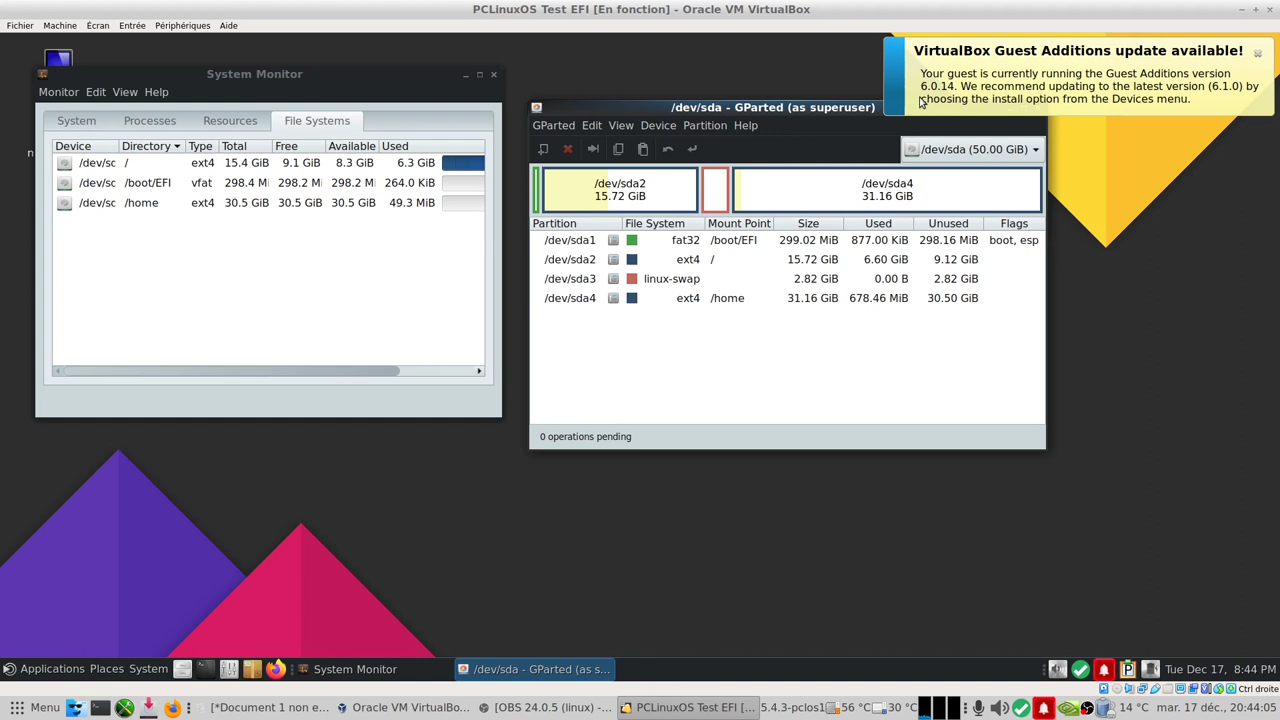 PCLinuxOS Test EFI [En fonction] - Oracle VM VirtualBox
Fichier Machine Écran Entrée Périphériques Aide
VirtualBox Guest Additions update available!
Your guest is currently running the Guest Additions version
6.0.14. We recommend updating to the latest version (6.1.0) by
choosing the install option from the Devices menu.
System Monitor
Monitor Edit View Help
System Processes Resources File Systems
Device Directory Type Total Free Available Used
/dev/sc / ext4 15.4 GiB 9.1 GiB 8.3 GiB 6.3 GiB
/dev/sc /boot/EFI vfat 298.4 M 298.2 M 298.2 M 264.0 KiB
/dev/sc /home ext4 30.5 GiB 30.5 GiB 30.5 GiB 49.3 MiB
/dev/sda - GParted (as superuser)
GParted Edit View Device Partition Help
/dev/sda (50.00 GiB)
/dev/sda2
15.72 GiB
/dev/sda4
31.16 GiB
Partition File System Mount Point Size Used Unused Flags
/dev/sda1 fat32 /boot/EFI 299.02 MiB 877.00 KiB 298.16 MiB boot, esp
/dev/sda2 ext4 / 15.72 GiB 6.60 GiB 9.12 GiB
/dev/sda3 linux-swap 2.82 GiB 0.00 B 2.82 GiB
/dev/sda4 ext4 /home 31.16 GiB 678.46 MiB 30.50 GiB
0 operations pending
Applications Places System System Monitor /dev/sda - GParted (as s... Tue Dec 17, 8:44 PM
Ctrl droite
Menu [*Document 1 non e... Oracle VM VirtualBo... [OBS 24.0.5 (linux) -... PCLinuxOS Test EFI [... 5.4.3-pclos1 56 °C 30 °C 14 °C mar. 17 déc., 20:44:05